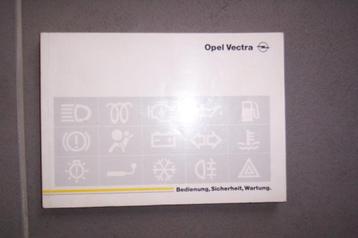 Opel Vectra
Bedienung, Sicherheit, Wartung.